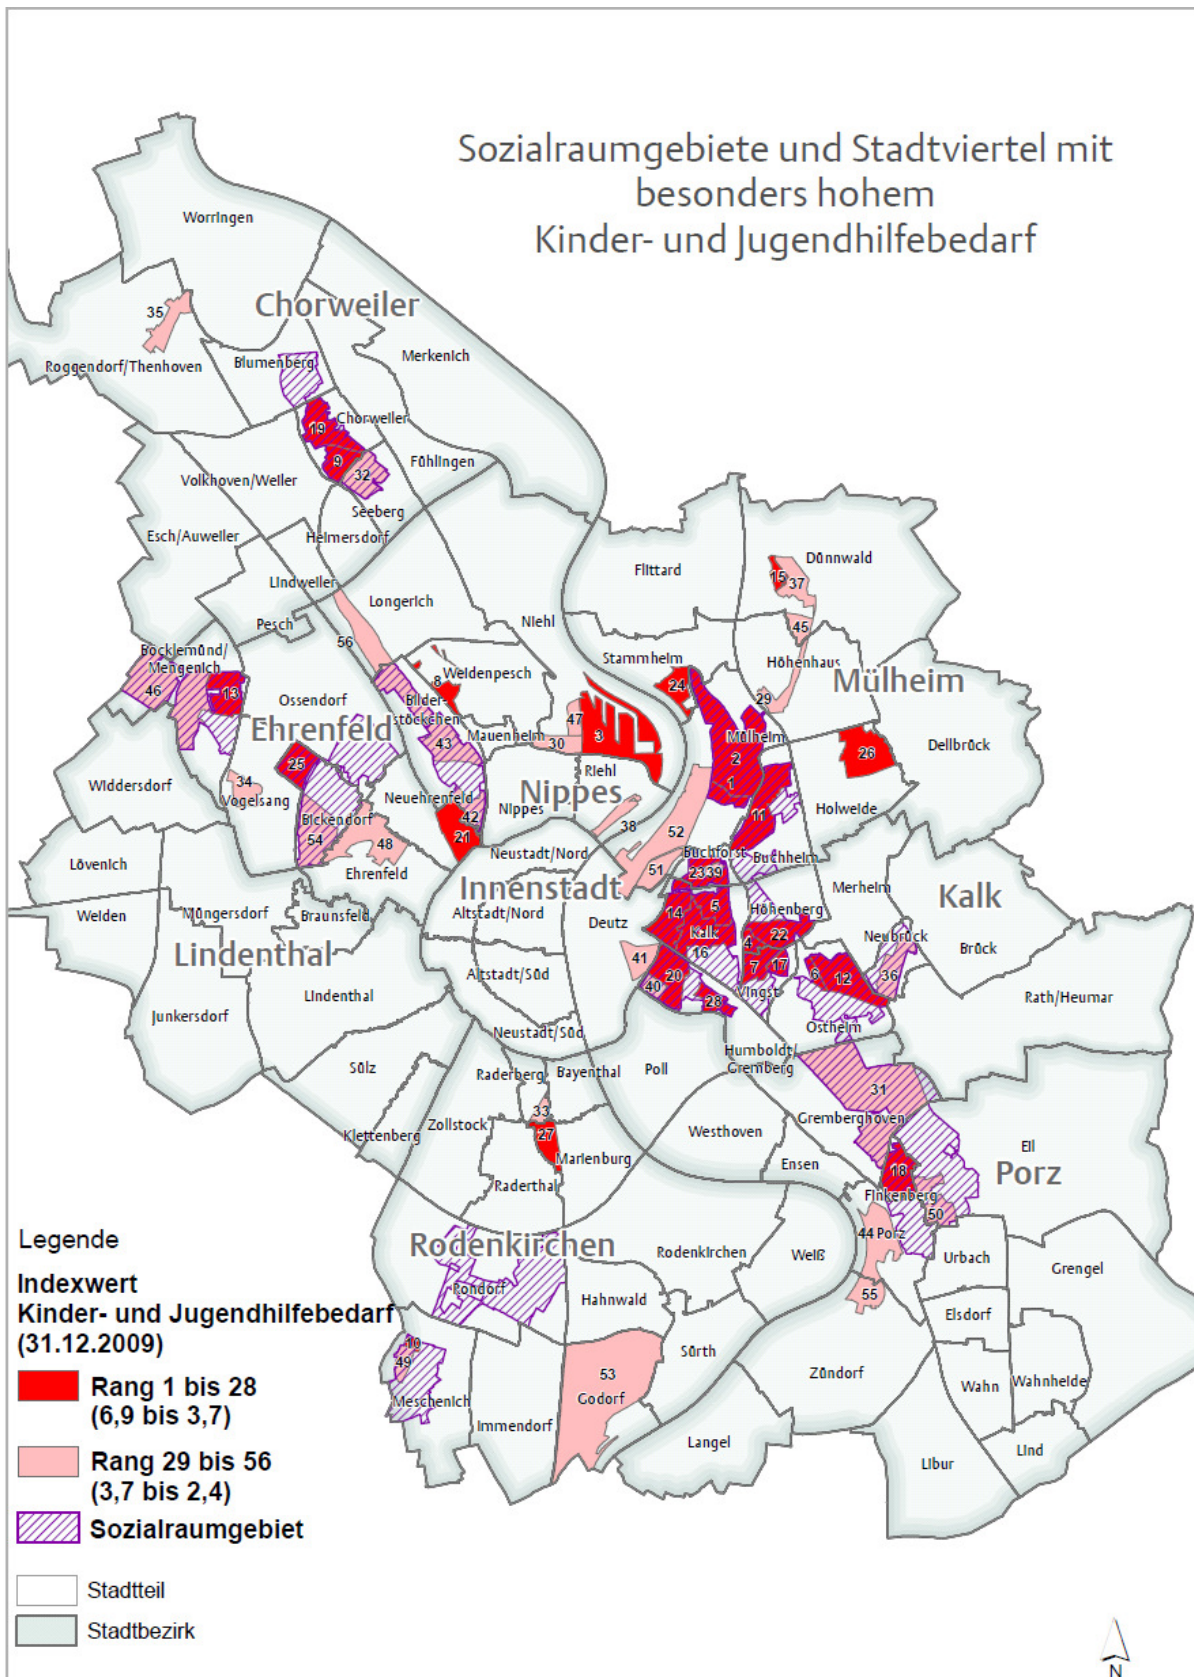 Sozialraumgebiete und Stadtviertel mit
besonders hohem
Kinder- und Jugendhilfebedarf
Worringen
Chorweiler
35
Roggendorf/Thenhoven
Blumenberg
Merkenich
19
Chorweiler
9
32
Fühlingen
Volkhoven/Weiler
Seeberg
Esch/Auweiler
Heimersdorf
Lindweiler
Pesch
Longerich
Niehl
Flittard
15
37
Dünnwald
45
Höhenhaus
Mülheim
Stammheim
24
29
56
Bocklemünd/
Mengenich
46
13
Ossendorf
Ehrenfeld
Weidenpesch
8
Bilder-
stöckchen
43
Mauenheim
47
30
3
Mülheim
2
1
26
Dellbrück
Holweide
Widdersdorf
25
34
Vogelsang
Riehl
Nippes
Neuehrenfeld
Nippes
42
21
38
52
11
Bickendorf
54
48
Ehrenfeld
Neustadt/Nord
51
Buchforst
23
39
Buchheim
Lövenich
Innenstadt
Merheim
Kalk
Weiden
Müngersdorf
Braunsfeld
Altstadt/Nord
Deutz
14
5
Kalk
16
Höhenberg
22
4
7
17
Neubrück
36
Brück
Lindenthal
Lindenthal
Altstadt/Süd
41
20
40
28
Vingst
6
12
Ostheim
Rath/Heumar
Junkersdorf
Neustadt/Süd
Sülz
Raderberg
Bayenthal
Poll
Humboldt/
Gremberg
31
Gremberghoven
33
27
Klettenberg
Zollstock
Marienburg
Westhoven
Ensen
Eil
Porz
Raderthal
18
Finkenberg
50
Rodenkirchen
Rodenkirchen
Weiß
44
Porz
Urbach
Grengel
Rondorf
Hahnwald
55
Elsdorf
10
49
Meschenich
53
Godorf
Sürth
Zündorf
Wahn
Wahnheide
Immendorf
Langel
Libur
Lind
Legende
Indexwert
Kinder- und Jugendhilfebedarf
(31.12.2009)
Rang 1 bis 28
(6,9 bis 3,7)
Rang 29 bis 56
(3,7 bis 2,4)
Sozialraumgebiet
Stadtteil
Stadtbezirk
N